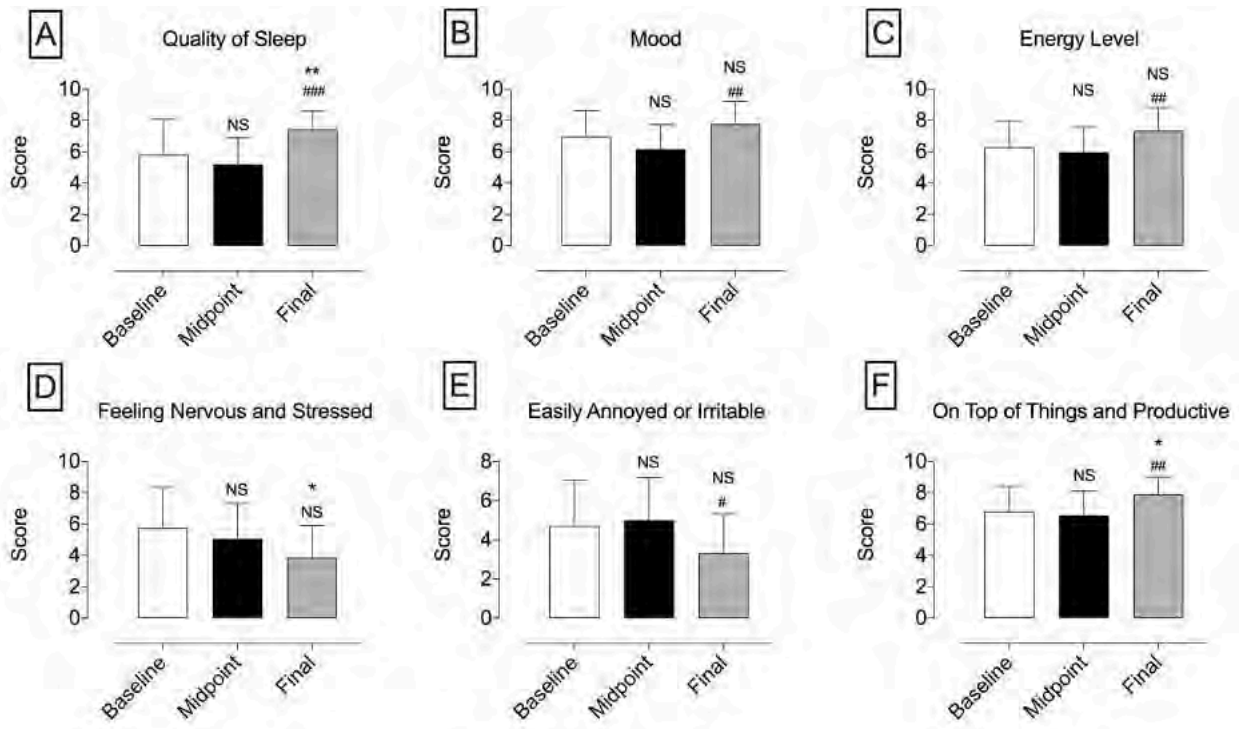 A
Quality of Sleep
Score
10
8
6
4
2
0
NS
**
###
Baseline
Midpoint
Final
B
Mood
Score
10
8
6
4
2
0
NS
NS
##
Baseline
Midpoint
Final
C
Energy Level
Score
10
8
6
4
2
0
NS
NS
##
Baseline
Midpoint
Final
D
Feeling Nervous and Stressed
Score
10
8
6
4
2
0
NS
*
NS
Baseline
Midpoint
Final
E
Easily Annoyed or Irritable
Score
8
6
4
2
0
NS
NS
#
Baseline
Midpoint
Final
F
On Top of Things and Productive
Score
10
8
6
4
2
0
NS
*
##
Baseline
Midpoint
Final